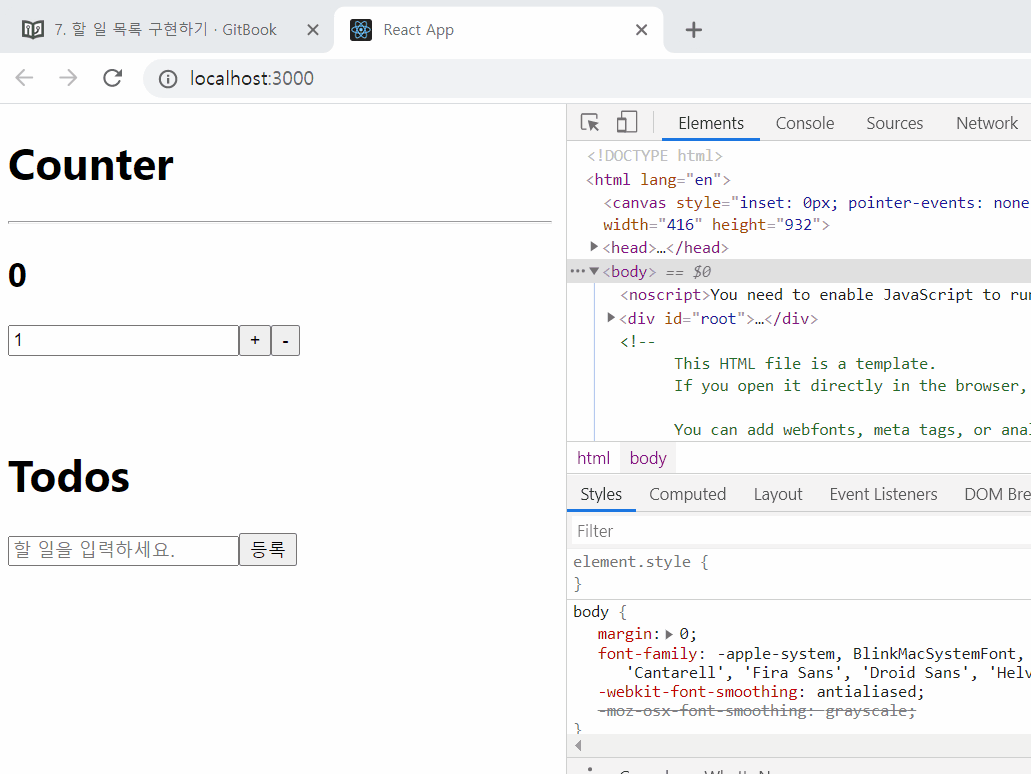 7. 할 일 목록 구현하기 · GitBook
React App
localhost:3000
Counter
0
1
+
-
Todos
할 일을 입력하세요.
등록
Elements
Console
Sources
Network
<!DOCTYPE html>
<html lang="en">
<canvas style="inset: 0px; pointer-events: none
width="416" height="932">
<head>…</head>
<body> == $0
<noscript>You need to enable JavaScript to run
<div id="root">…</div>
<!--
This HTML file is a template.
If you open it directly in the browser,
You can add webfonts, meta tags, or anal
html
body
Styles
Computed
Layout
Event Listeners
DOM Bre
Filter
element.style {
}
body {
margin: 0;
font-family: -apple-system, BlinkMacSystemFont,
'Cantarell', 'Fira Sans', 'Droid Sans', 'Helv
-webkit-font-smoothing: antialiased;
-moz-osx-font-smoothing: grayscale;
}